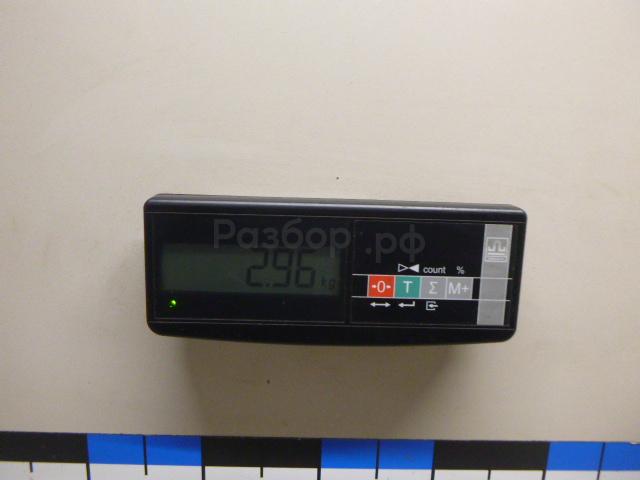 Разбор.рф
2.96 kg
count %
→0← T Σ M+